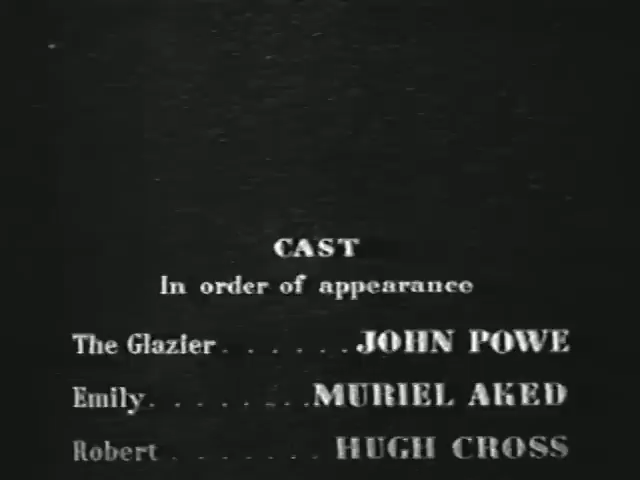 CAST
In order of appearance
The Glazier . . . . . . JOHN POWE
Emily . . . . . . . . MURIEL AKED
Robert . . . . . . . HUGH CROSS